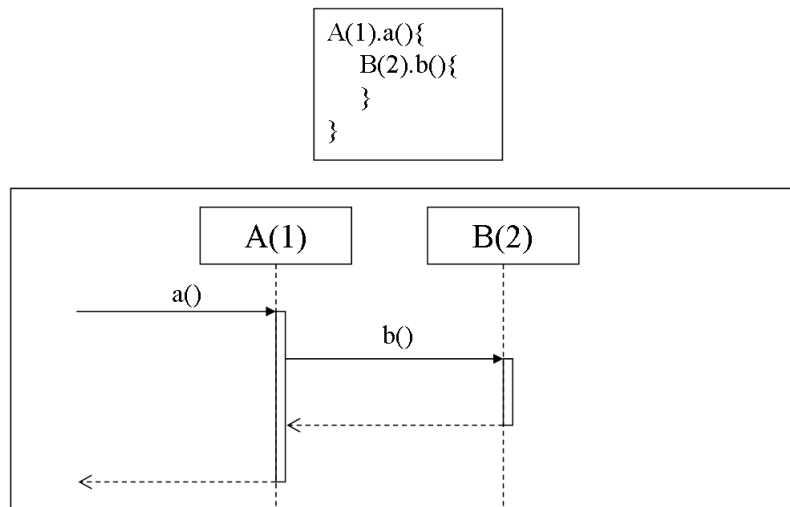 A(1).a(){
B(2).b(){
}
}
A(1) B(2)
a()
b()